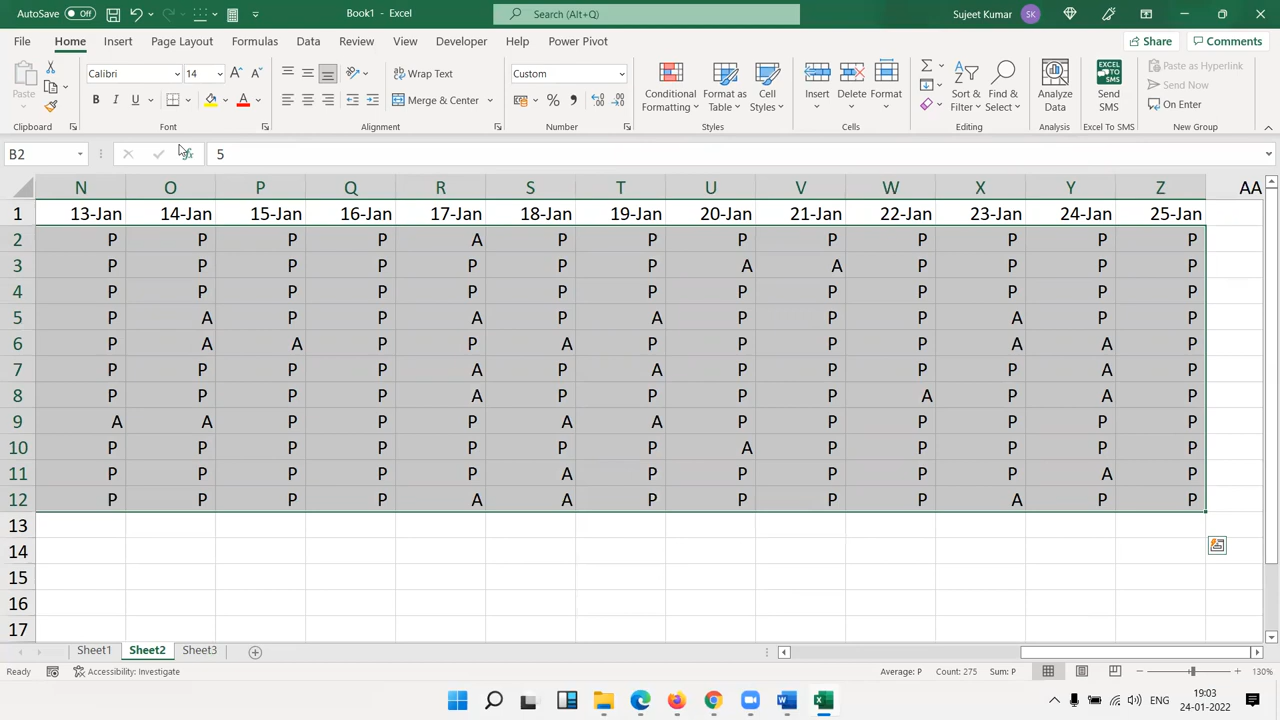 AutoSave Off Book1 - Excel Search (Alt+Q) Sujeet Kumar SK
File Home Insert Page Layout Formulas Data Review View Developer Help Power Pivot Share Comments
Paste Calibri 14 Wrap Text Custom Conditional Formatting Format as Table Cell Styles Insert Delete Format Sort & Filter Find & Select Analyze Data Send SMS Paste as Hyperlink
B I U A Merge & Center % Send Now
On Enter
Clipboard Font Alignment Number Styles Cells Editing Analysis Excel To SMS New Group
B2 fx 5
N O P Q R S T U V W X Y Z AA
1 13-Jan 14-Jan 15-Jan 16-Jan 17-Jan 18-Jan 19-Jan 20-Jan 21-Jan 22-Jan 23-Jan 24-Jan 25-Jan
2 P P P P A P P P P P P P P
3 P P P P P P P A A P P P P
4 P P P P P P P P P P P P P
5 P A P P A P A P P P A P P
6 P A A P P A P P P P A A P
7 P P P P A P A P P P P A P
8 P P P P A P P P P A P A P
9 A A P P P A A P P P P P P
10 P P P P P P P A P P P P P
11 P P P P P A P P P P P A P
12 P P P P A A P P P P A P P
13
14
15
16
17
Sheet1 Sheet2 Sheet3
Ready Accessibility: Investigate Average: P Count: 275 Sum: P 130%
ENG 19:03
24-01-2022